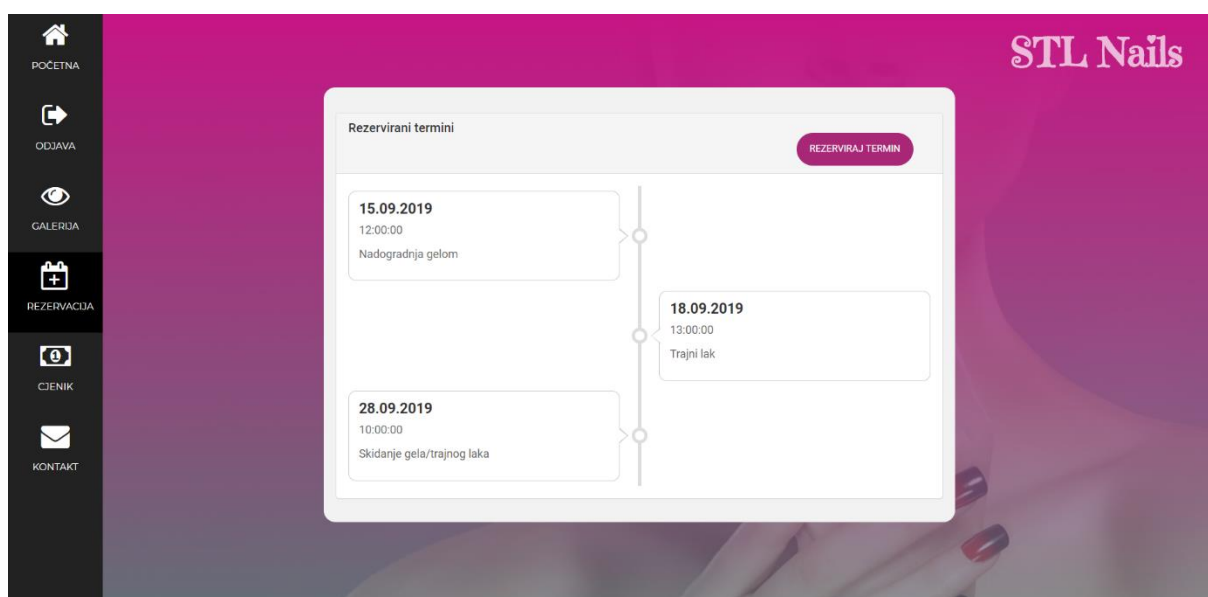 POČETNA
ODJAVA
GALERIJA
REZERVACIJA
CJENIK
KONTAKT
STL Nails
Rezervirani termini
REZERVIRAJ TERMIN
15.09.2019
12:00:00
Nadogradnja gelom
18.09.2019
13:00:00
Trajni lak
28.09.2019
10:00:00
Skidanje gela/trajnog laka